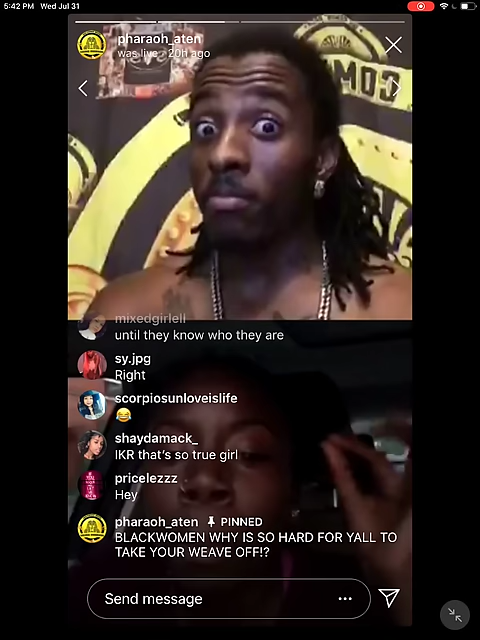 5:42 PM Wed Jul 31
pharaoh_aten
was live · 20h ago
MOD
mixedgirlell
until they know who they are
sy.jpg
Right
scorpiosunloveislife
😂
shaydamack_
IKR that's so true girl
pricelezzz
Hey
pharaoh_aten PINNED
BLACKWOMEN WHY IS SO HARD FOR YALL TO
TAKE YOUR WEAVE OFF!?
Send message